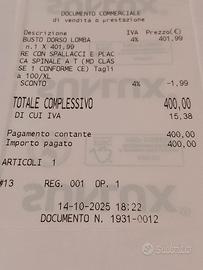 DOCUMENTO COMMERCIALE
di vendita o prestazione
Descrizione IVA Prezzo(€)
BUSTO DORSO LOMBA 4% 401,99
n.1 X 401,99
RE CON SPALLACCI E PLAC
CA SPINALE A T (MD CLAS
SE 1 CONFORME CE) Tagli
a 100/XL
SCONTO 4% -1,99
TOTALE COMPLESSIVO 400,00
DI CUI IVA 15,38
Pagamento contante 400,00
Importo pagato 400,00
ARTICOLI 1
#13 REG. 001 OP. 1
14-10-2025 18:22
DOCUMENTO N. 1931-0012
Subito